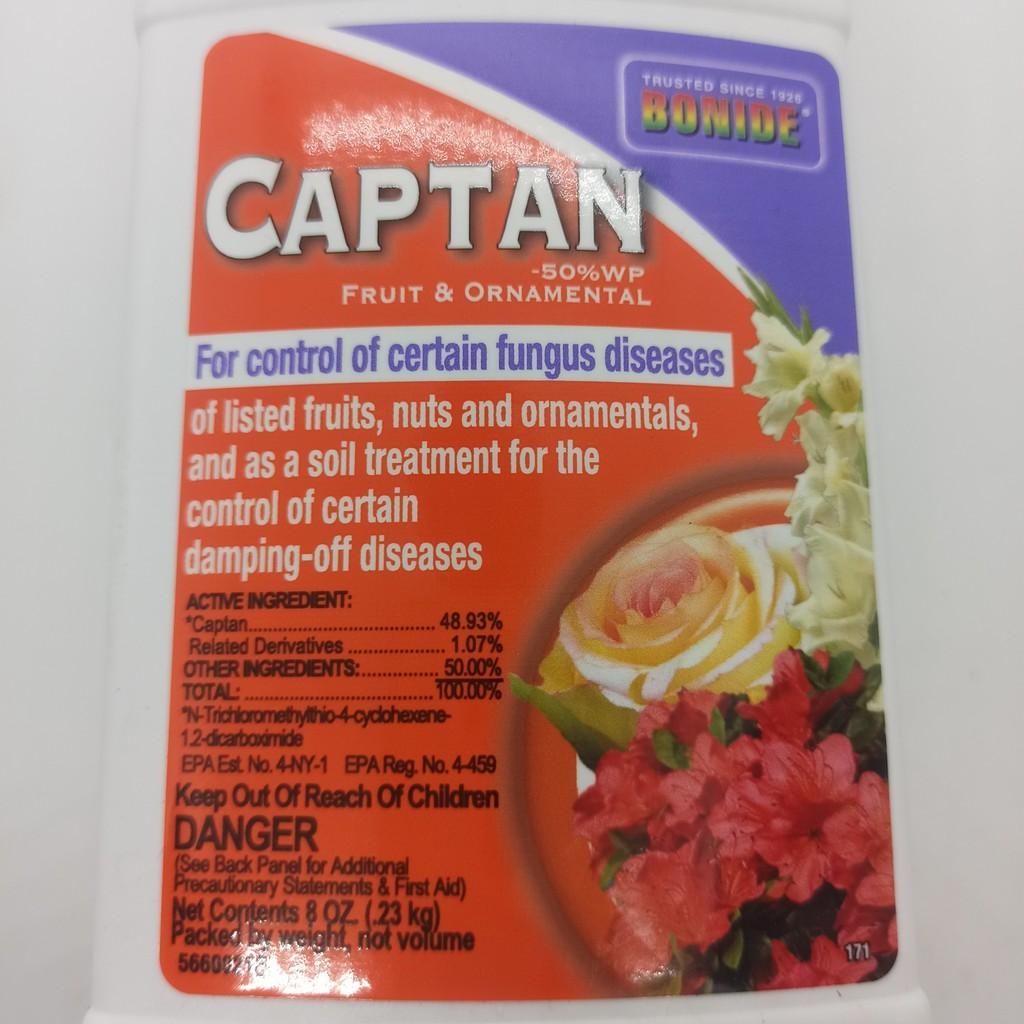 TRUSTED SINCE 1926
BONIDE®
CAPTAN
-50%WP
FRUIT & ORNAMENTAL
For control of certain fungus diseases
of listed fruits, nuts and ornamentals,
and as a soil treatment for the
control of certain
damping-off diseases
ACTIVE INGREDIENT:
*Captan.................................. 48.93%
Related Derivatives ................... 1.07%
OTHER INGREDIENTS:............... 50.00%
TOTAL: ..................................... 100.00%
*N-Trichloromethylthio-4-cyclohexene-
1,2-dicarboximide
EPA Est. No. 4-NY-1 EPA Reg. No. 4-459
Keep Out Of Reach Of Children
DANGER
(See Back Panel for Additional
Precautionary Statements & First Aid)
Net Contents 8 OZ. (.23 kg)
Packed by weight, not volume
171